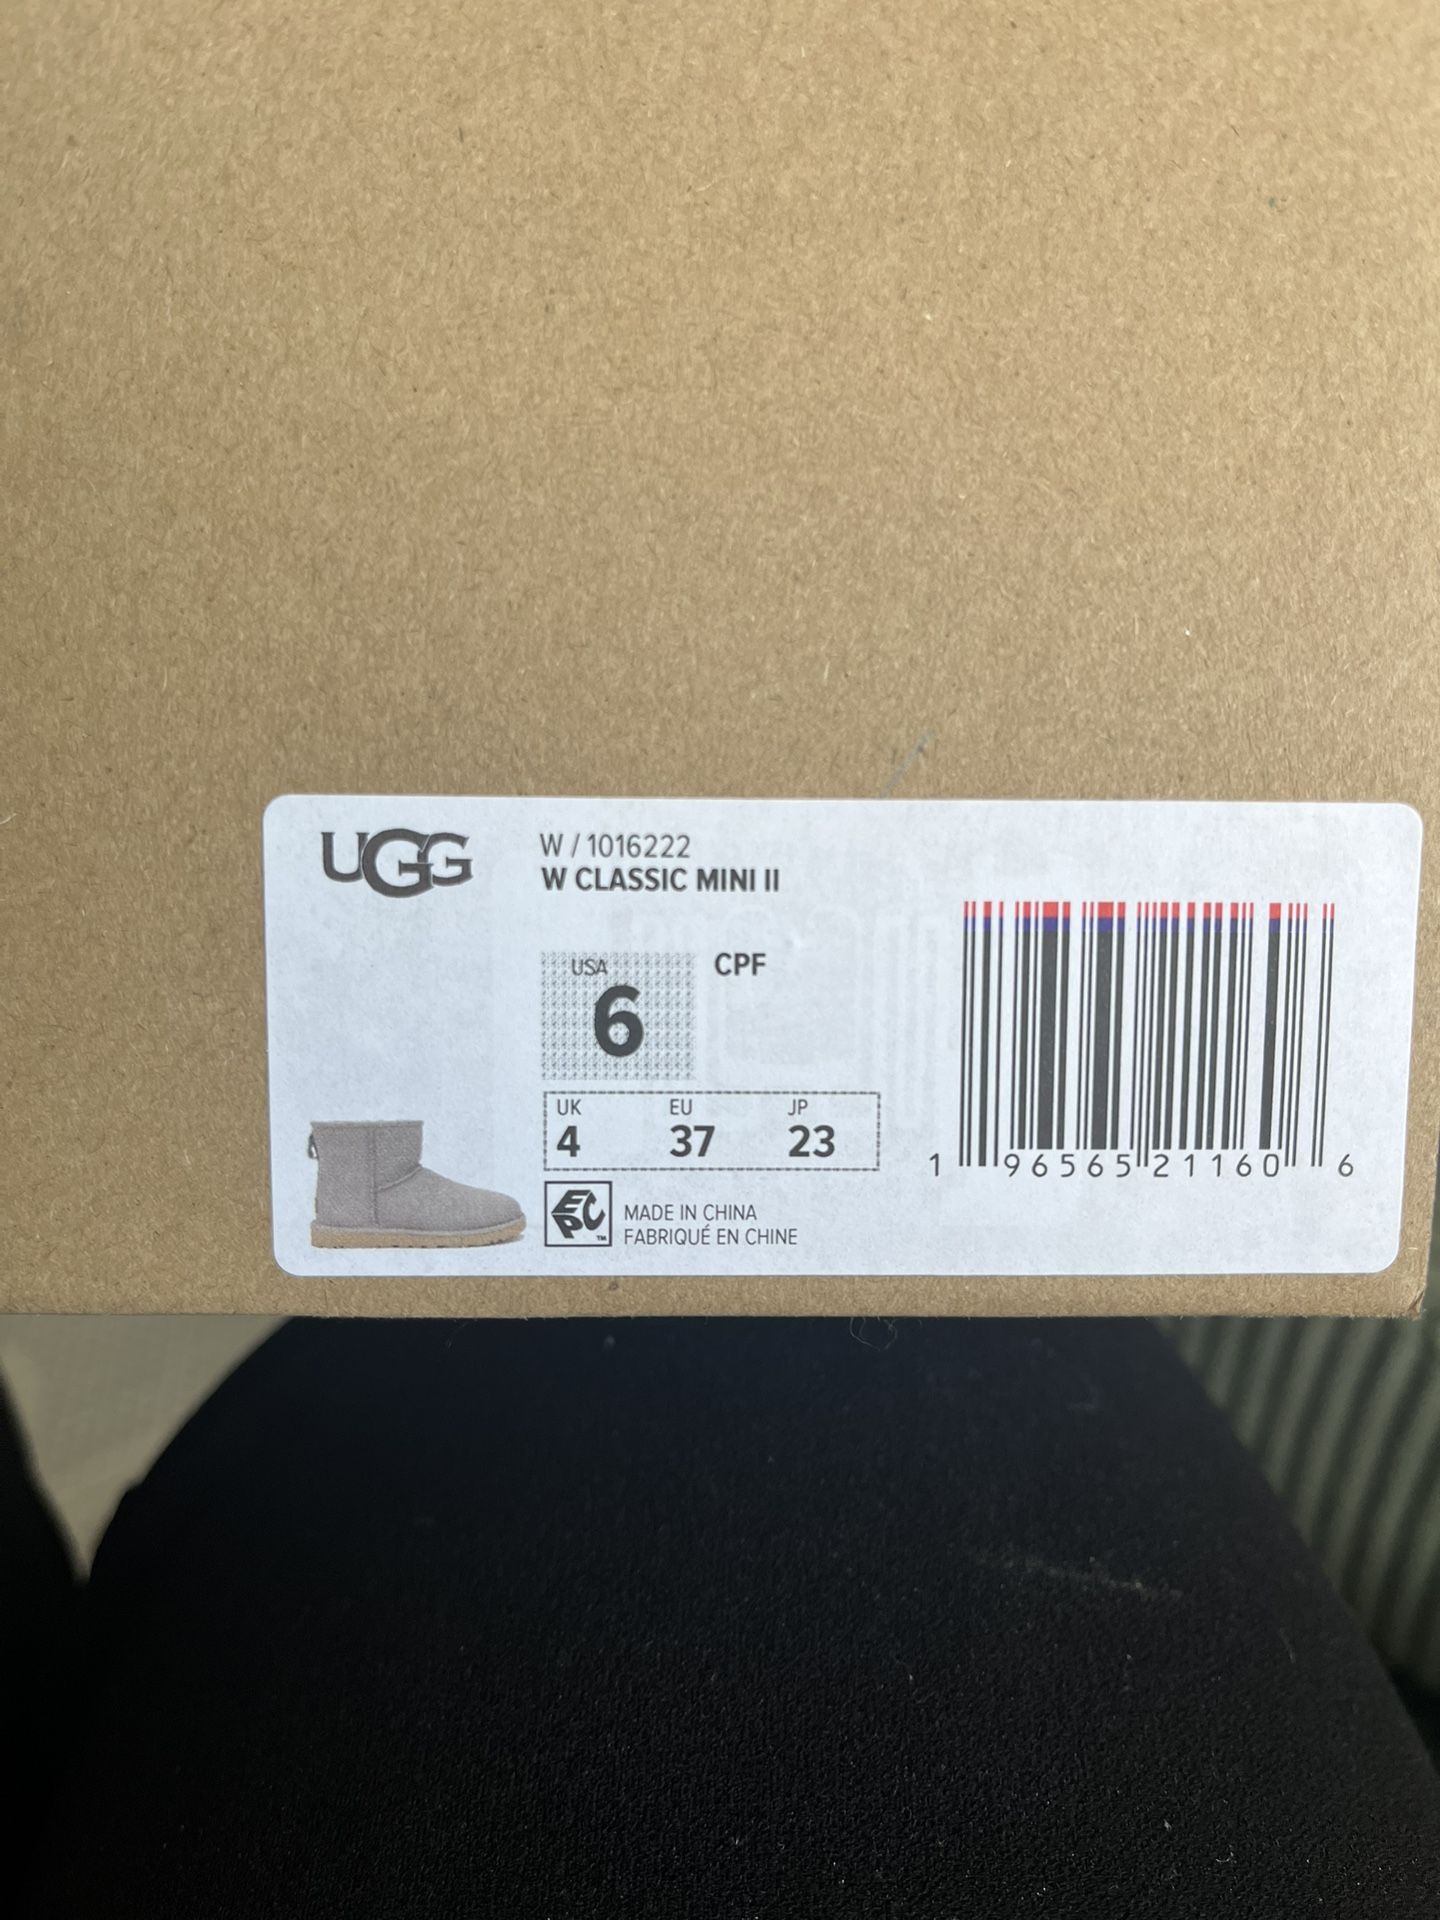 UGG
W / 1016222
W CLASSIC MINI II
USA
6
CPF
UK EU JP
4 37 23
EPC™
MADE IN CHINA
FABRIQUÉ EN CHINE
1 96565 21160 6